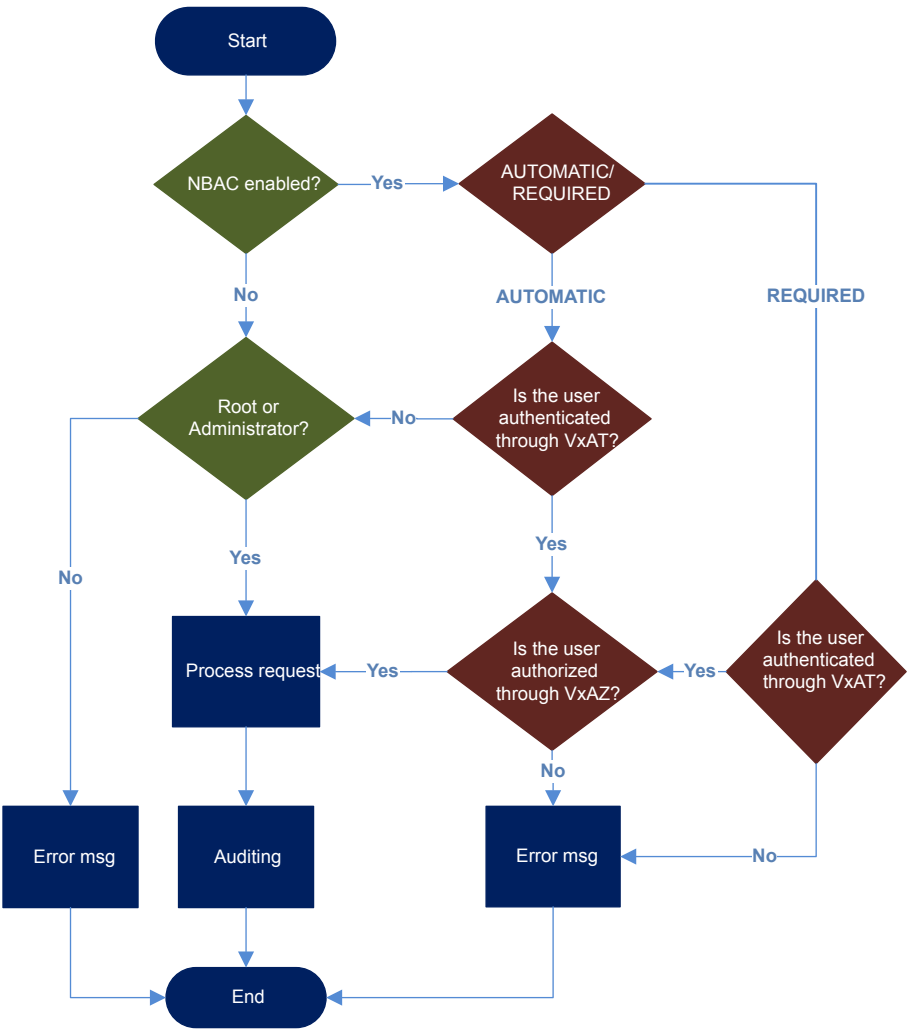 Start
NBAC enabled?
Yes
AUTOMATIC/
REQUIRED
No
AUTOMATIC
REQUIRED
Root or
Administrator?
No
Is the user
authenticated
through VxAT?
Yes
Yes
No
Process request
Yes
Is the user
authorized
through VxAZ?
Yes
Is the user
authenticated
through VxAT?
No
Error msg
Auditing
Error msg
No
End